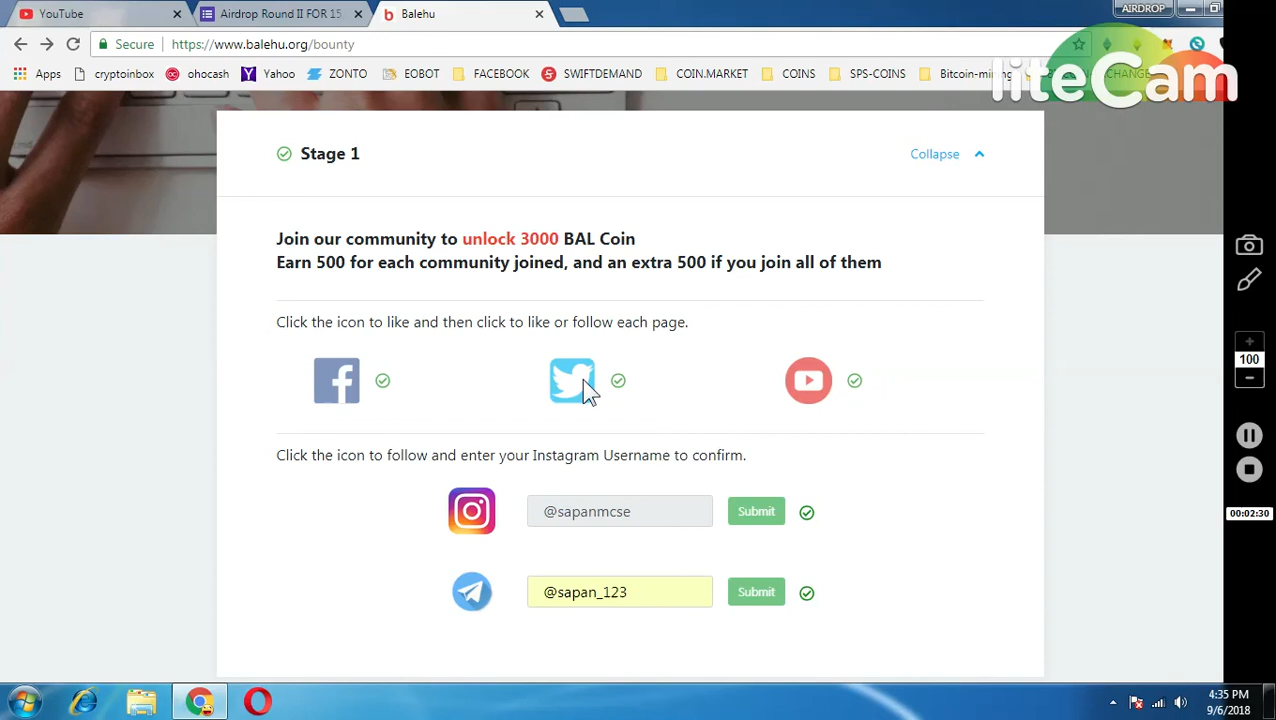 YouTube
Airdrop Round II FOR 15
Balehu
AIRDROP
Secure
https://www.balehu.org/bounty
Apps
cryptoinbox
ohocash
Yahoo
ZONTO
EOBOT
FACEBOOK
SWIFTDEMAND
COIN.MARKET
COINS
SPS-COINS
liteCam
Stage 1
Collapse
Join our community to unlock 3000 BAL Coin
Earn 500 for each community joined, and an extra 500 if you join all of them
Click the icon to like and then click to like or follow each page.
100
Click the icon to follow and enter your Instagram Username to confirm.
@sapanmcse
Submit
00:02:30
@sapan_123
Submit
4:35 PM
9/6/2018